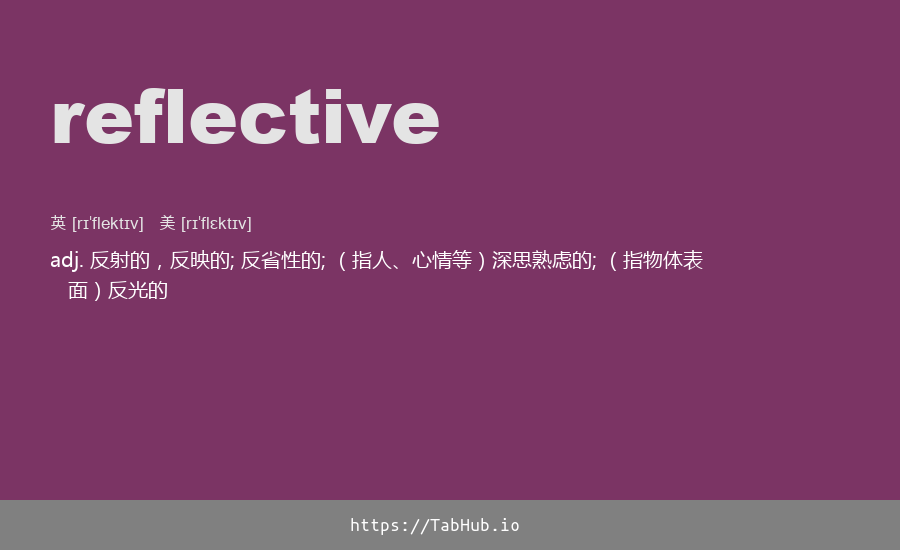 reflective
英 [rɪˈflektɪv] 美 [rɪˈflɛktɪv]
adj. 反射的，反映的; 反省性的; （指人、心情等）深思熟虑的; （指物体表
面）反光的
https://TabHub.io